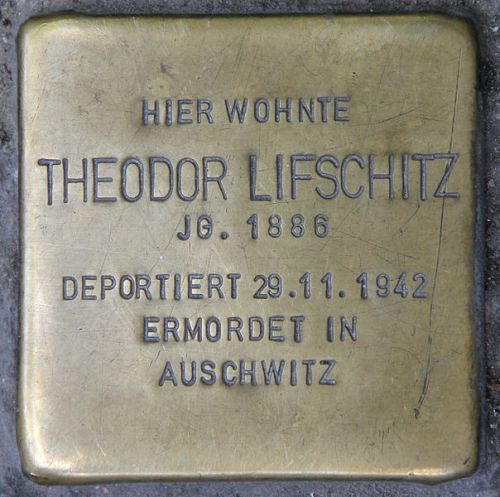 HIER WOHNTE
THEODOR LIFSCHITZ
JG. 1886
DEPORTIERT 29.11.1942
ERMORDET IN
AUSCHWITZ